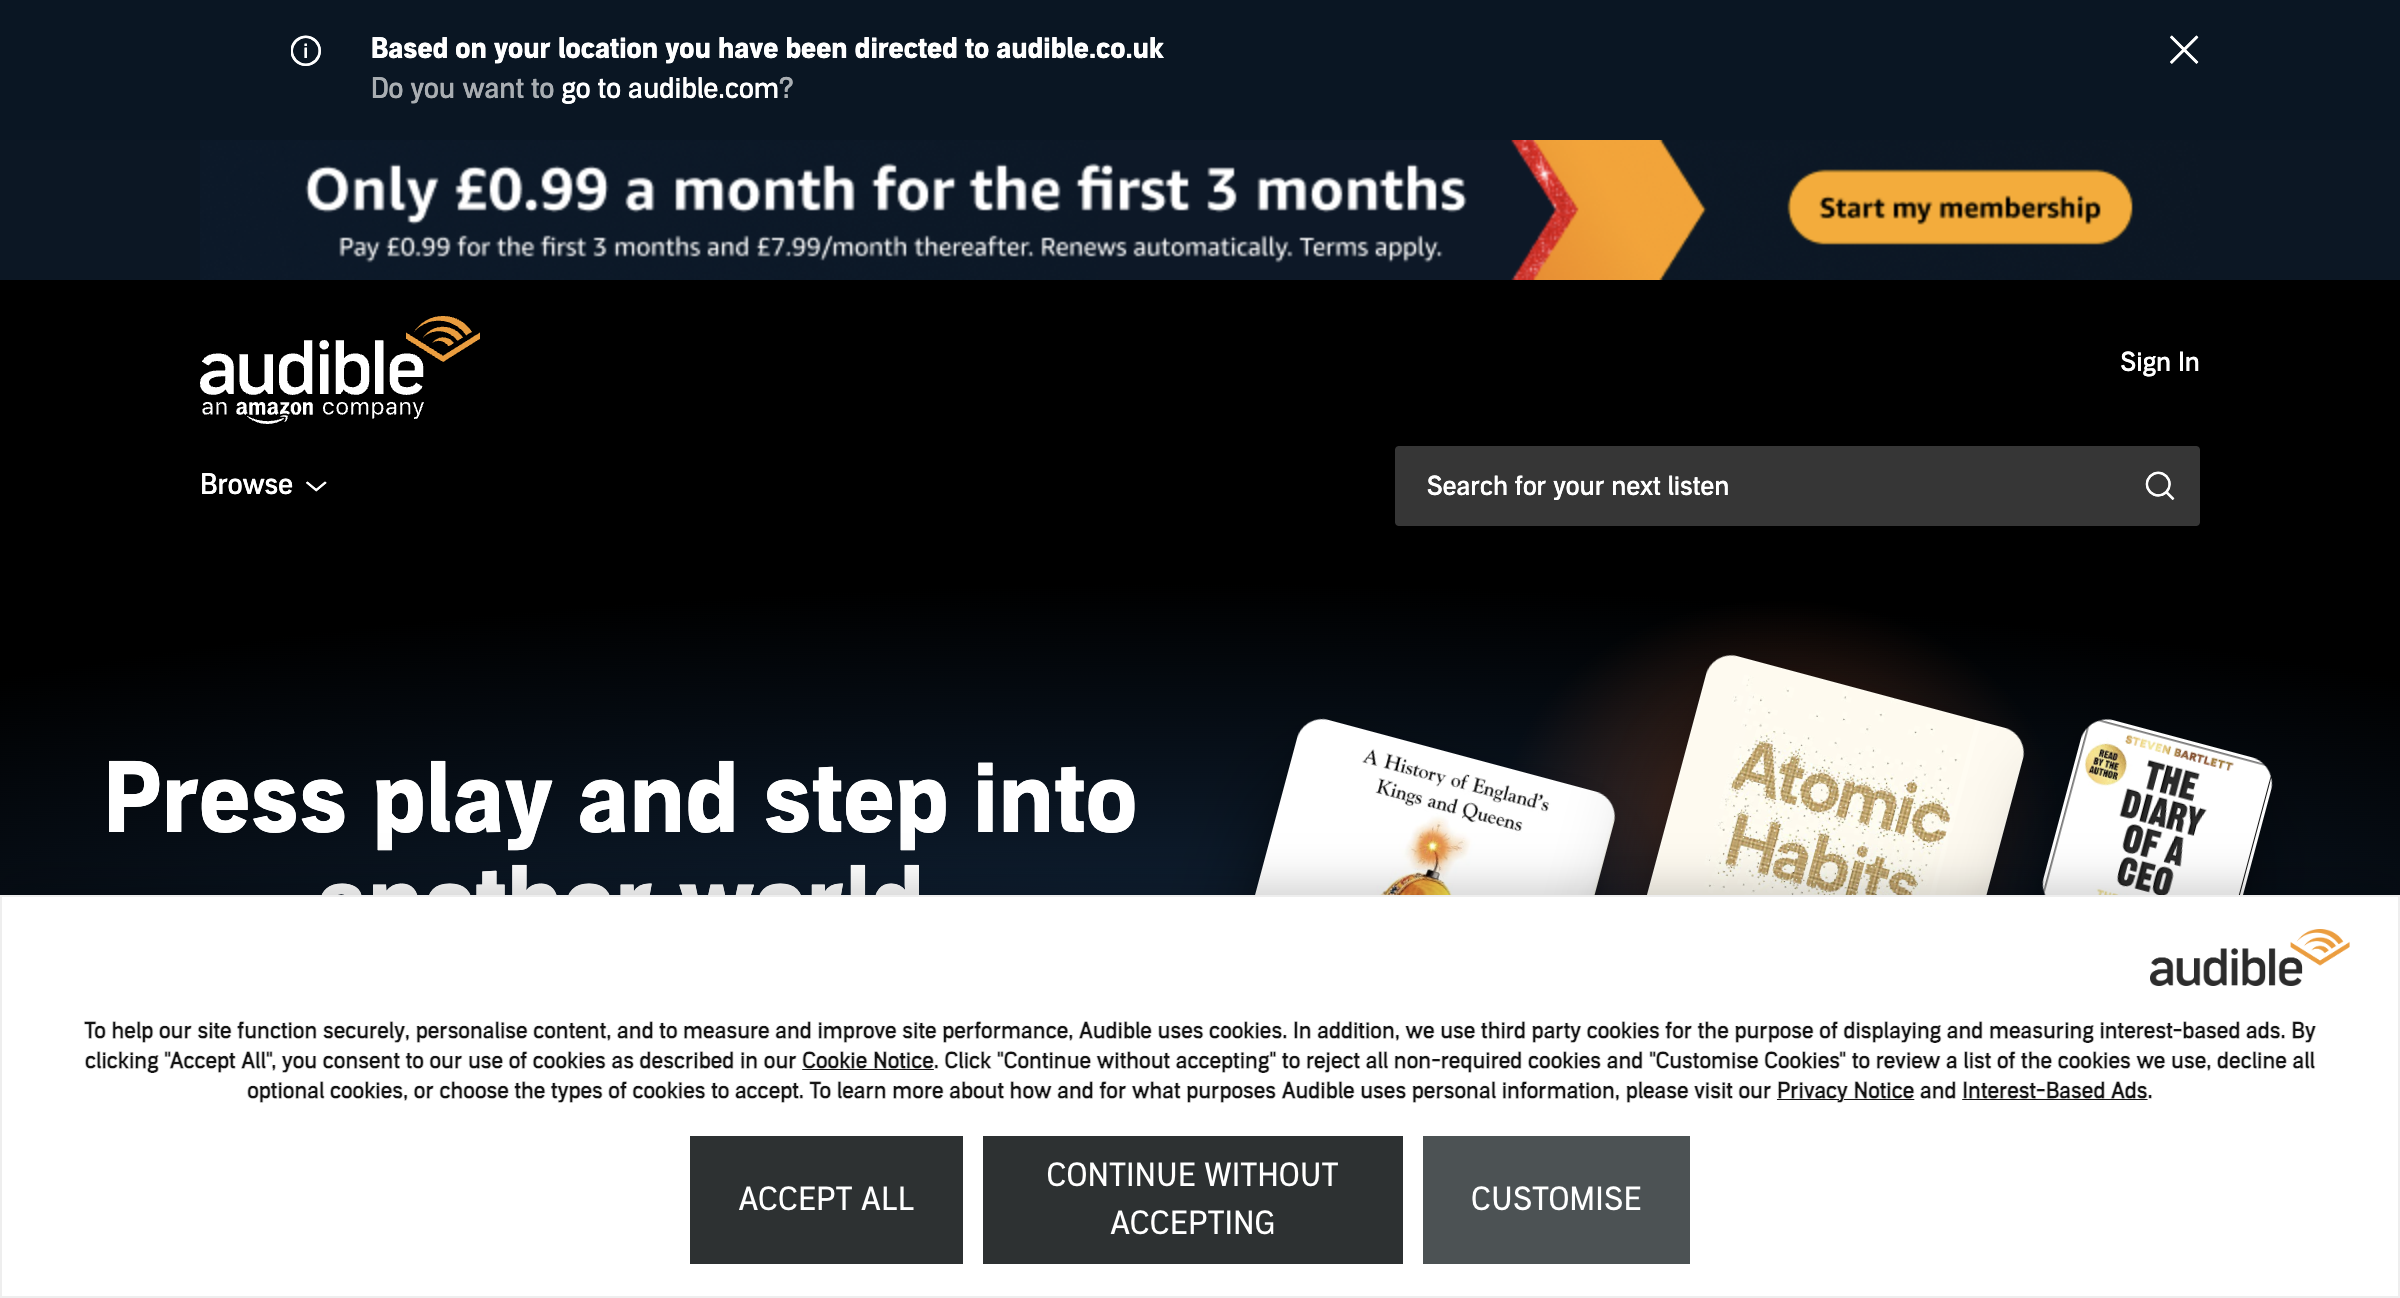 Based on your location you have been directed to audible.co.uk
Do you want to go to audible.com?
Only £0.99 a month for the first 3 months
Pay £0.99 for the first 3 months and £7.99/month thereafter. Renews automatically. Terms apply.
Start my membership
audible
an amazon company
Sign In
Browse
Search for your next listen
Press play and step into
another world
A History of England's
Kings and Queens
Atomic
Habits
STEVEN BARTLETT
READ
BY THE
AUTHOR
THE
DIARY
OF A
CEO
audible
To help our site function securely, personalise content, and to measure and improve site performance, Audible uses cookies. In addition, we use third party cookies for the purpose of displaying and measuring interest-based ads. By
clicking "Accept All", you consent to our use of cookies as described in our Cookie Notice. Click "Continue without accepting" to reject all non-required cookies and "Customise Cookies" to review a list of the cookies we use, decline all
optional cookies, or choose the types of cookies to accept. To learn more about how and for what purposes Audible uses personal information, please visit our Privacy Notice and Interest-Based Ads.
ACCEPT ALL
CONTINUE WITHOUT
ACCEPTING
CUSTOMISE